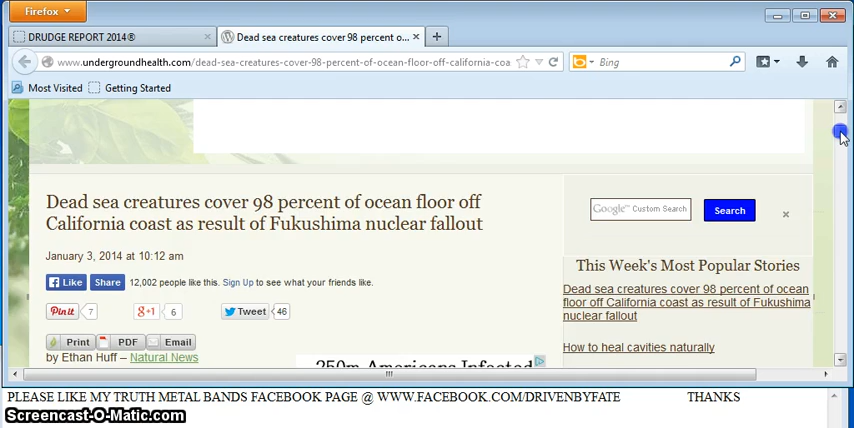 Firefox
DRUDGE REPORT 2014®
Dead sea creatures cover 98 percent o...
www.undergroundhealth.com/dead-sea-creatures-cover-98-percent-of-ocean-floor-off-california-coa
Bing
Most Visited
Getting Started
Dead sea creatures cover 98 percent of ocean floor off
California coast as result of Fukushima nuclear fallout
January 3, 2014 at 10:12 am
Like
Share
12,002 people like this. Sign Up to see what your friends like.
Pin it
7
g+1
6
Tweet
46
Print
PDF
Email
by Ethan Huff – Natural News
250m Americans Infected
Google™ Custom Search
Search
This Week's Most Popular Stories
Dead sea creatures cover 98 percent of ocean
floor off California coast as result of Fukushima
nuclear fallout
How to heal cavities naturally
PLEASE LIKE MY TRUTH METAL BANDS FACEBOOK PAGE @ WWW.FACEBOOK.COM/DRIVENBYFATE THANKS
Screencast-O-Matic.com